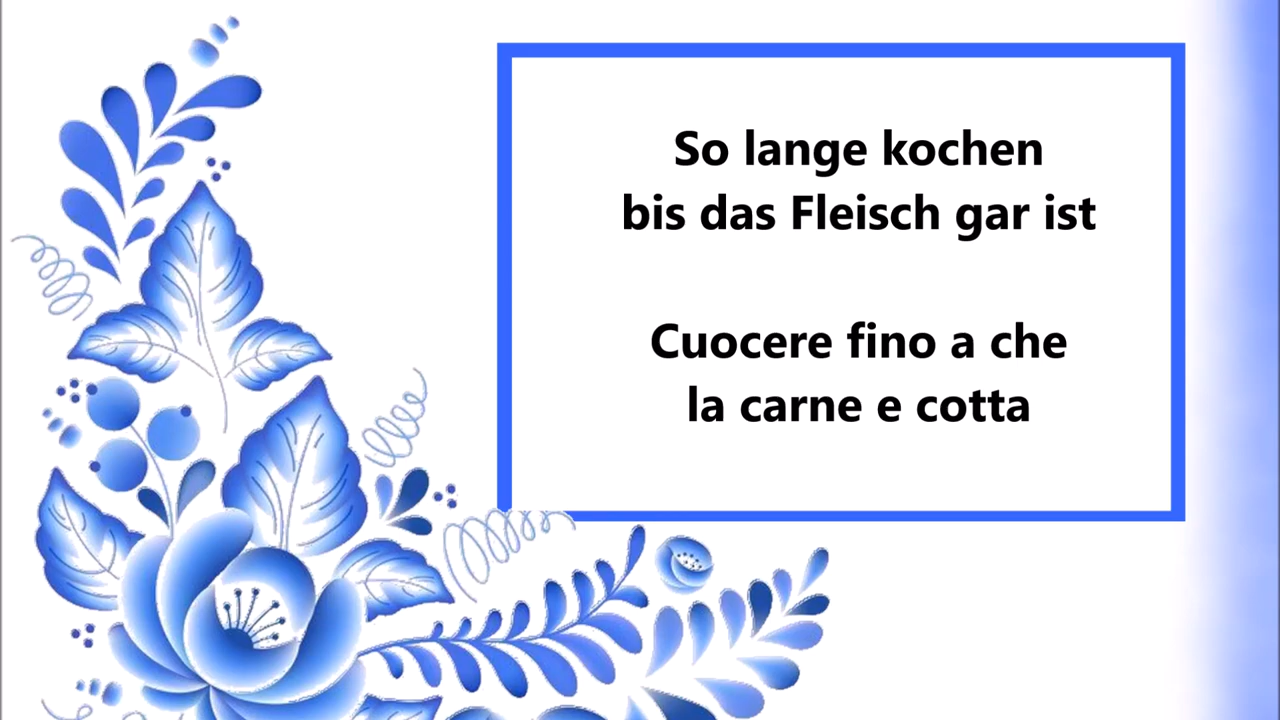 So lange kochen
bis das Fleisch gar ist
Cuocere fino a che
la carne e cotta